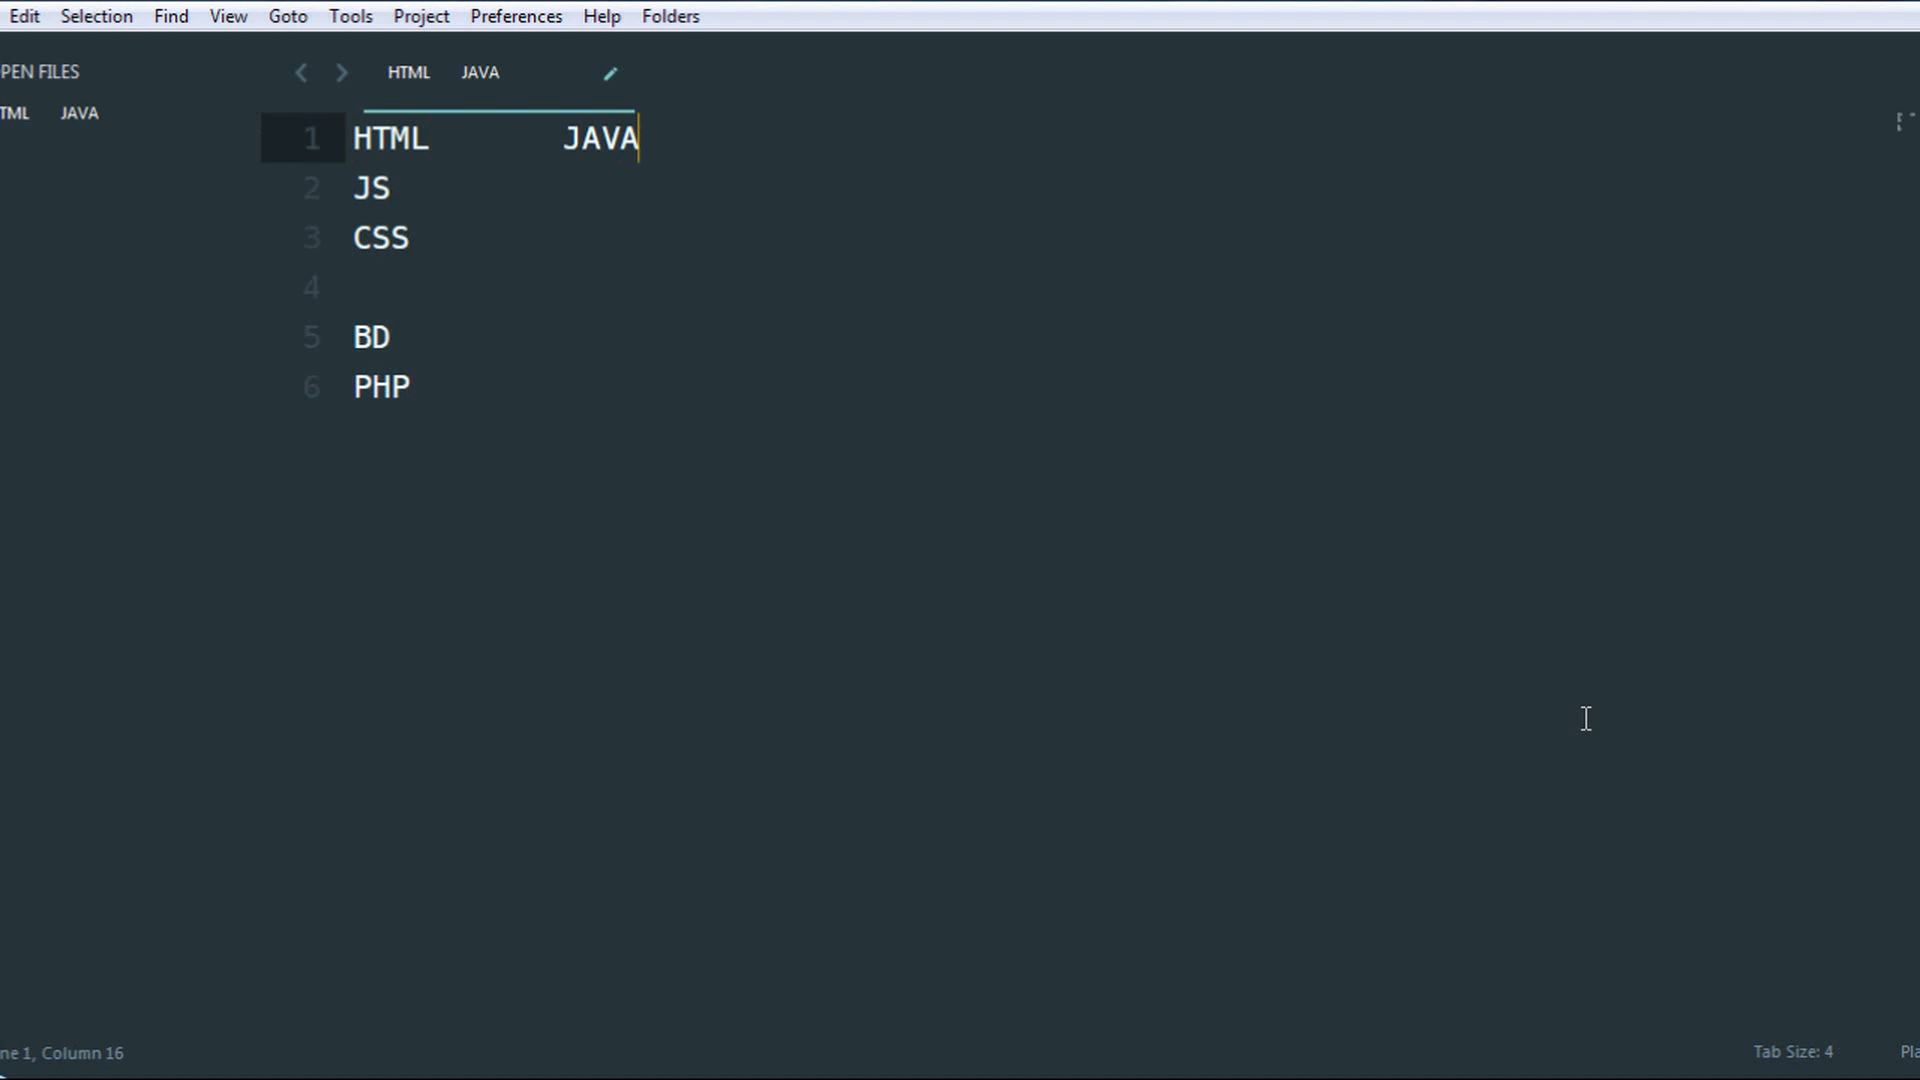 Edit Selection Find View Goto Tools Project Preferences Help Folders
PEN FILES
TML JAVA
HTML JAVA
1 HTML JAVA
2 JS
3 CSS
4
5 BD
6 PHP
ne 1, Column 16
Tab Size: 4
Pla